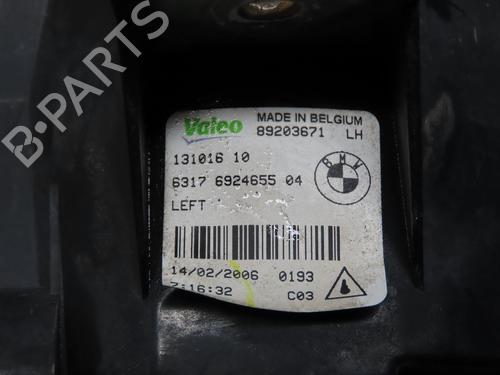 Valeo MADE IN BELGIUM
89203671 LH
131016 10
6317 6924655 04
BMW
LEFT
14/02/2006 0193
7:16:32 C03
B-PARTS